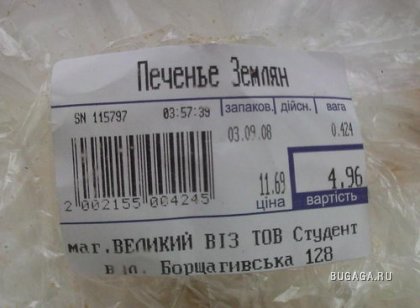 Печенье Землян
SN 115797 03:57:39 запаков. дійсн. вага
03.09.08 0.424
11.69 4.96
2 002155 004245 ціна вартість
маг.ВЕЛИКИЙ ВІЗ ТОВ Студент
вул. Борщагивська 128
BUGAGA.RU